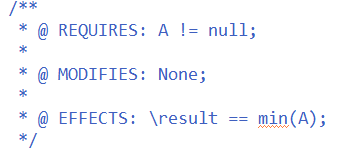 /**
* @ REQUIRES: A != null;
*
* @ MODIFIES: None;
*
* @ EFFECTS: \result == min(A);
*/